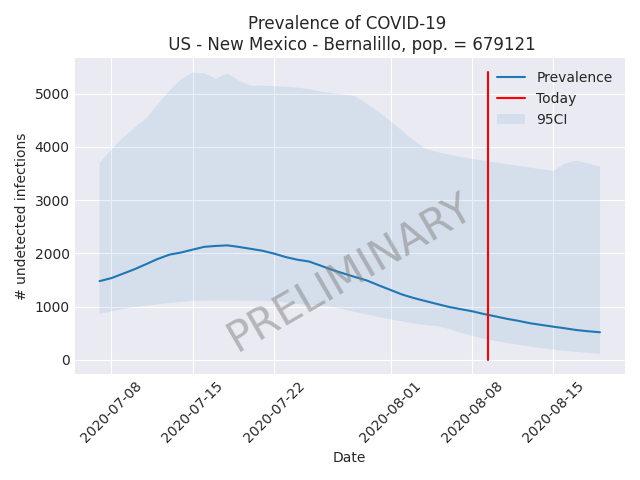 Prevalence of COVID-19
US - New Mexico - Bernalillo, pop. = 679121
# undetected infections
5000
4000
3000
2000
1000
0
Prevalence
Today
95CI
PRELIMINARY
2020-07-08
2020-07-15
2020-07-22
2020-08-01
2020-08-08
2020-08-15
Date